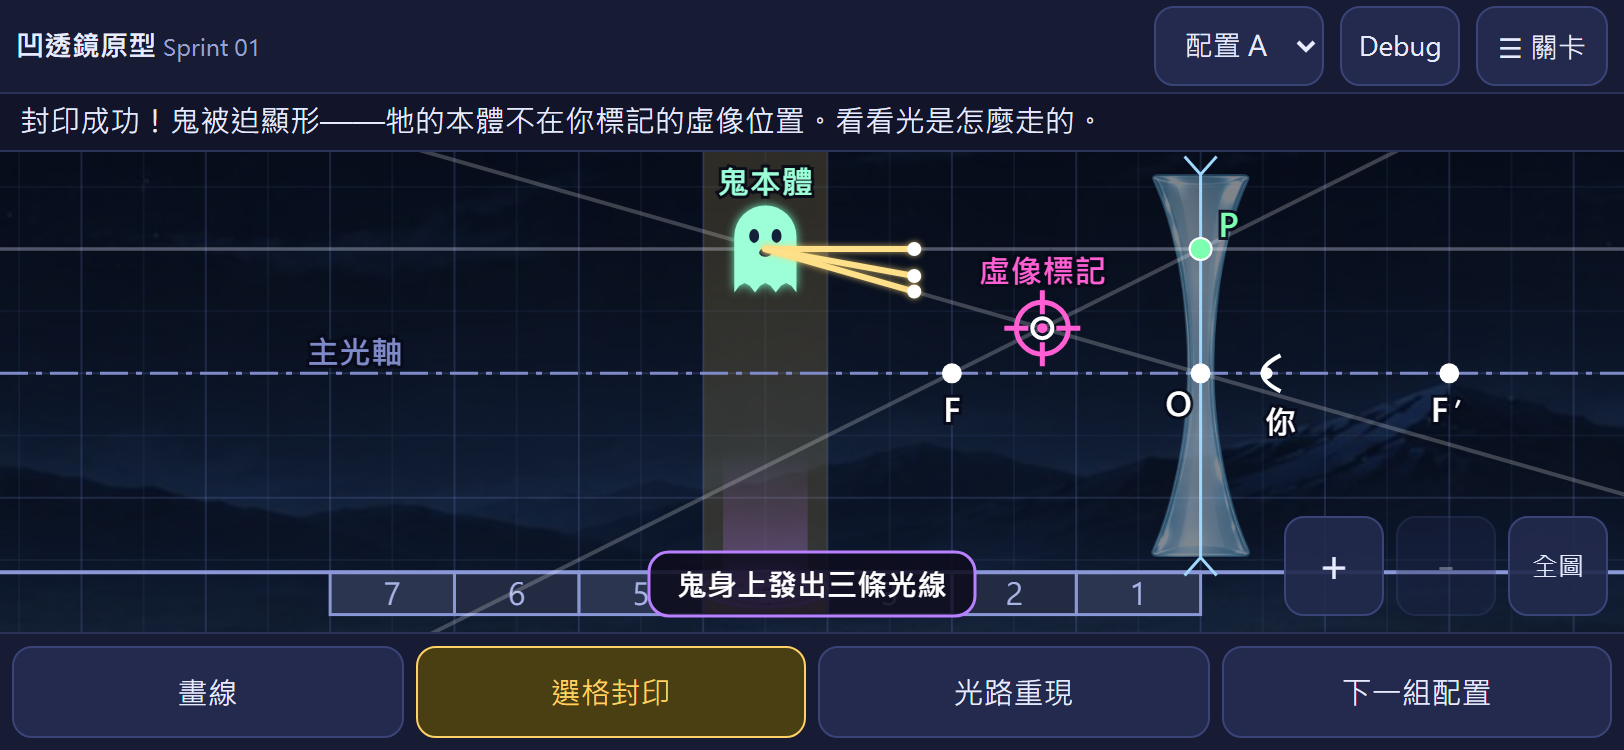 凹透鏡原型 Sprint 01
配置 A
Debug
☰ 關卡
封印成功！鬼被迫顯形——牠的本體不在你標記的虛像位置。看看光是怎麼走的。
鬼本體
P
虛像標記
主光軸
F
O
你
F′
7
6
5
2
1
鬼身上發出三條光線
+
-
全圖
畫線
選格封印
光路重現
下一組配置